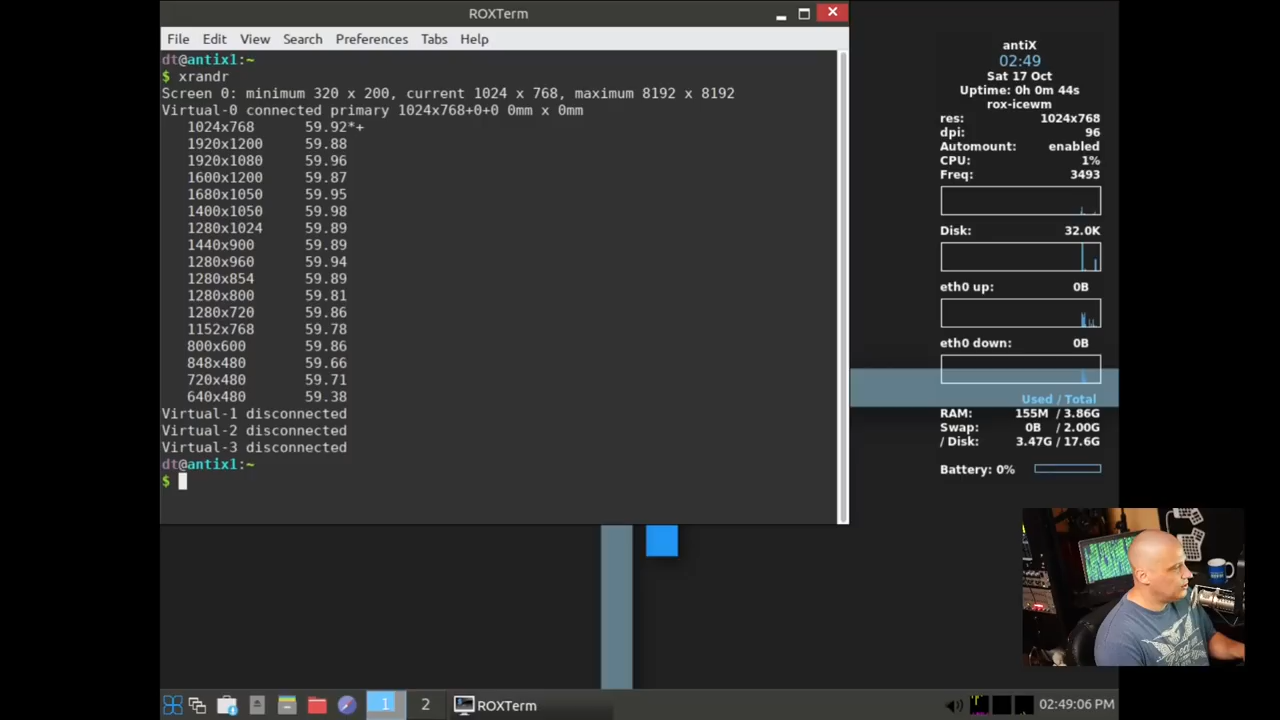 ROXTerm
File Edit View Search Preferences Tabs Help
dt@antix1:~
$ xrandr
Screen 0: minimum 320 x 200, current 1024 x 768, maximum 8192 x 8192
Virtual-0 connected primary 1024x768+0+0 0mm x 0mm
1024x768 59.92*+
1920x1200 59.88
1920x1080 59.96
1600x1200 59.87
1680x1050 59.95
1400x1050 59.98
1280x1024 59.89
1440x900 59.89
1280x960 59.94
1280x854 59.89
1280x800 59.81
1280x720 59.86
1152x768 59.78
800x600 59.86
848x480 59.66
720x480 59.71
640x480 59.38
Virtual-1 disconnected
Virtual-2 disconnected
Virtual-3 disconnected
dt@antix1:~
$
antiX
02:49
Sat 17 Oct
Uptime: 0h 0m 44s
rox-icewm
res: 1024x768
dpi: 96
Automount: enabled
CPU: 1%
Freq: 3493
Disk: 32.0K
eth0 up: 0B
eth0 down: 0B
Used / Total
RAM: 155M / 3.86G
Swap: 0B / 2.00G
/ Disk: 3.47G / 17.6G
Battery: 0%
1 2 ROXTerm 02:49:06 PM